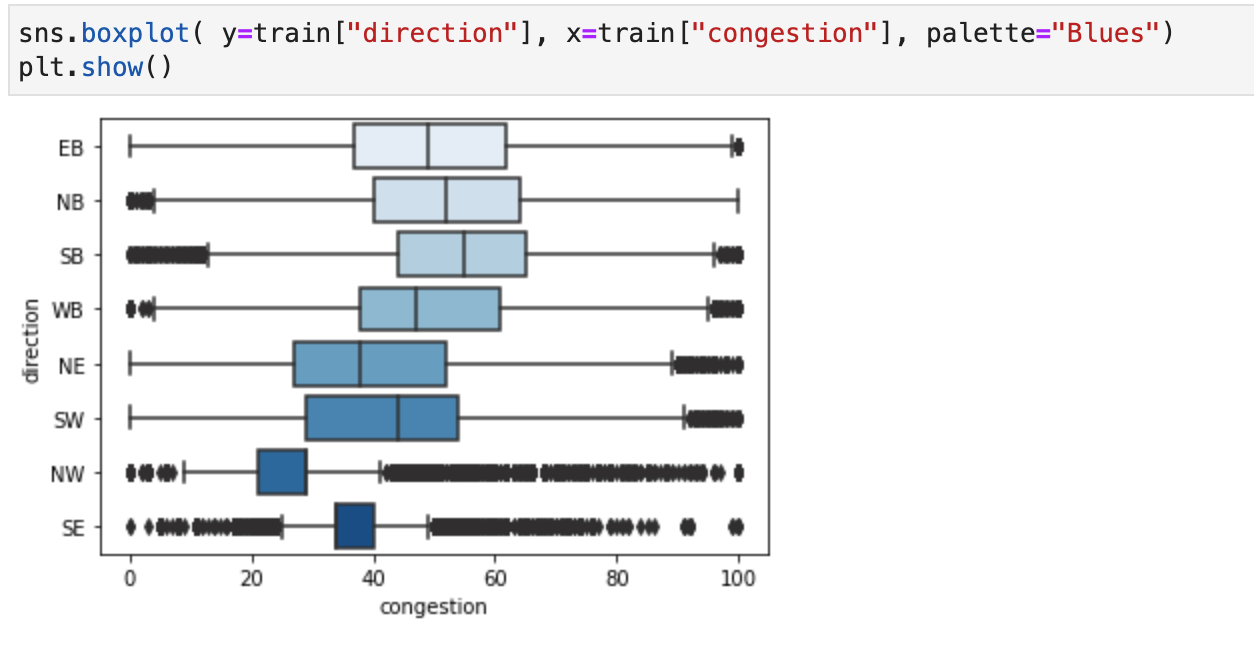 sns.boxplot( y=train["direction"], x=train["congestion"], palette="Blues")
plt.show()
EB
NB
SB
WB
NE
SW
NW
SE
direction
0 20 40 60 80 100
congestion